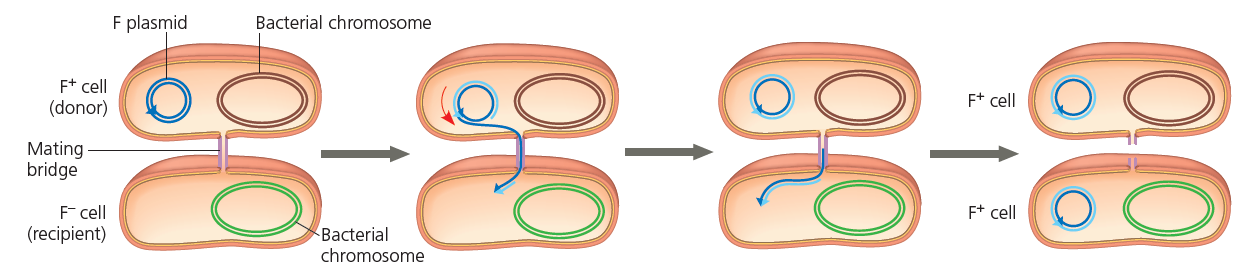 F plasmid
Bacterial chromosome
F⁺ cell
(donor)
Mating
bridge
F⁻ cell
(recipient)
Bacterial
chromosome
F⁺ cell
F⁺ cell